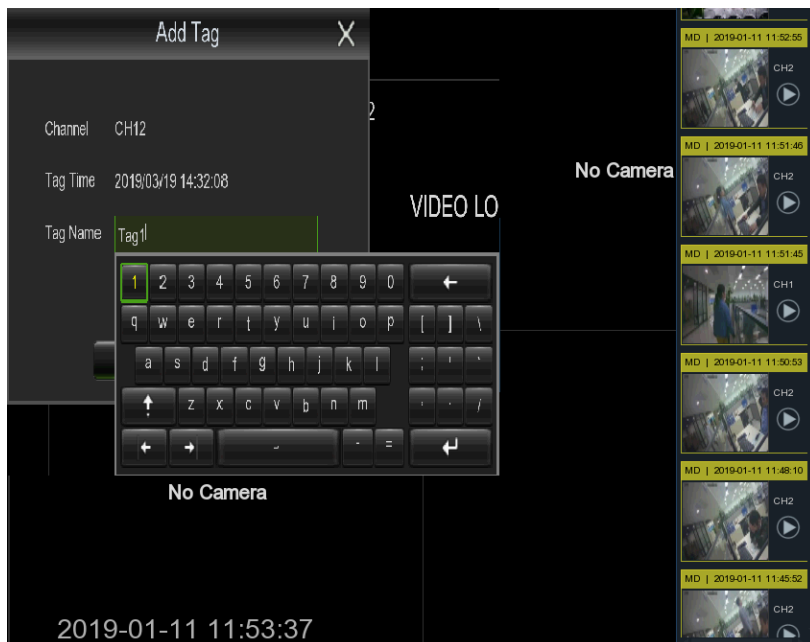 Add Tag X
Channel CH12
Tag Time 2019/03/19 14:32:08
Tag Name Tag1
1 2 3 4 5 6 7 8 9 0
q w e r t y u i o p [ ] \
a s d f g h j k l ; ' `
z x c v b n m , . /
- =
2
VIDEO LO
No Camera
No Camera
2019-01-11 11:53:37
MD | 2019-01-11 11:52:55
CH2
MD | 2019-01-11 11:51:46
CH2
MD | 2019-01-11 11:51:45
CH1
MD | 2019-01-11 11:50:53
CH2
MD | 2019-01-11 11:48:10
CH2
MD | 2019-01-11 11:45:52
CH2